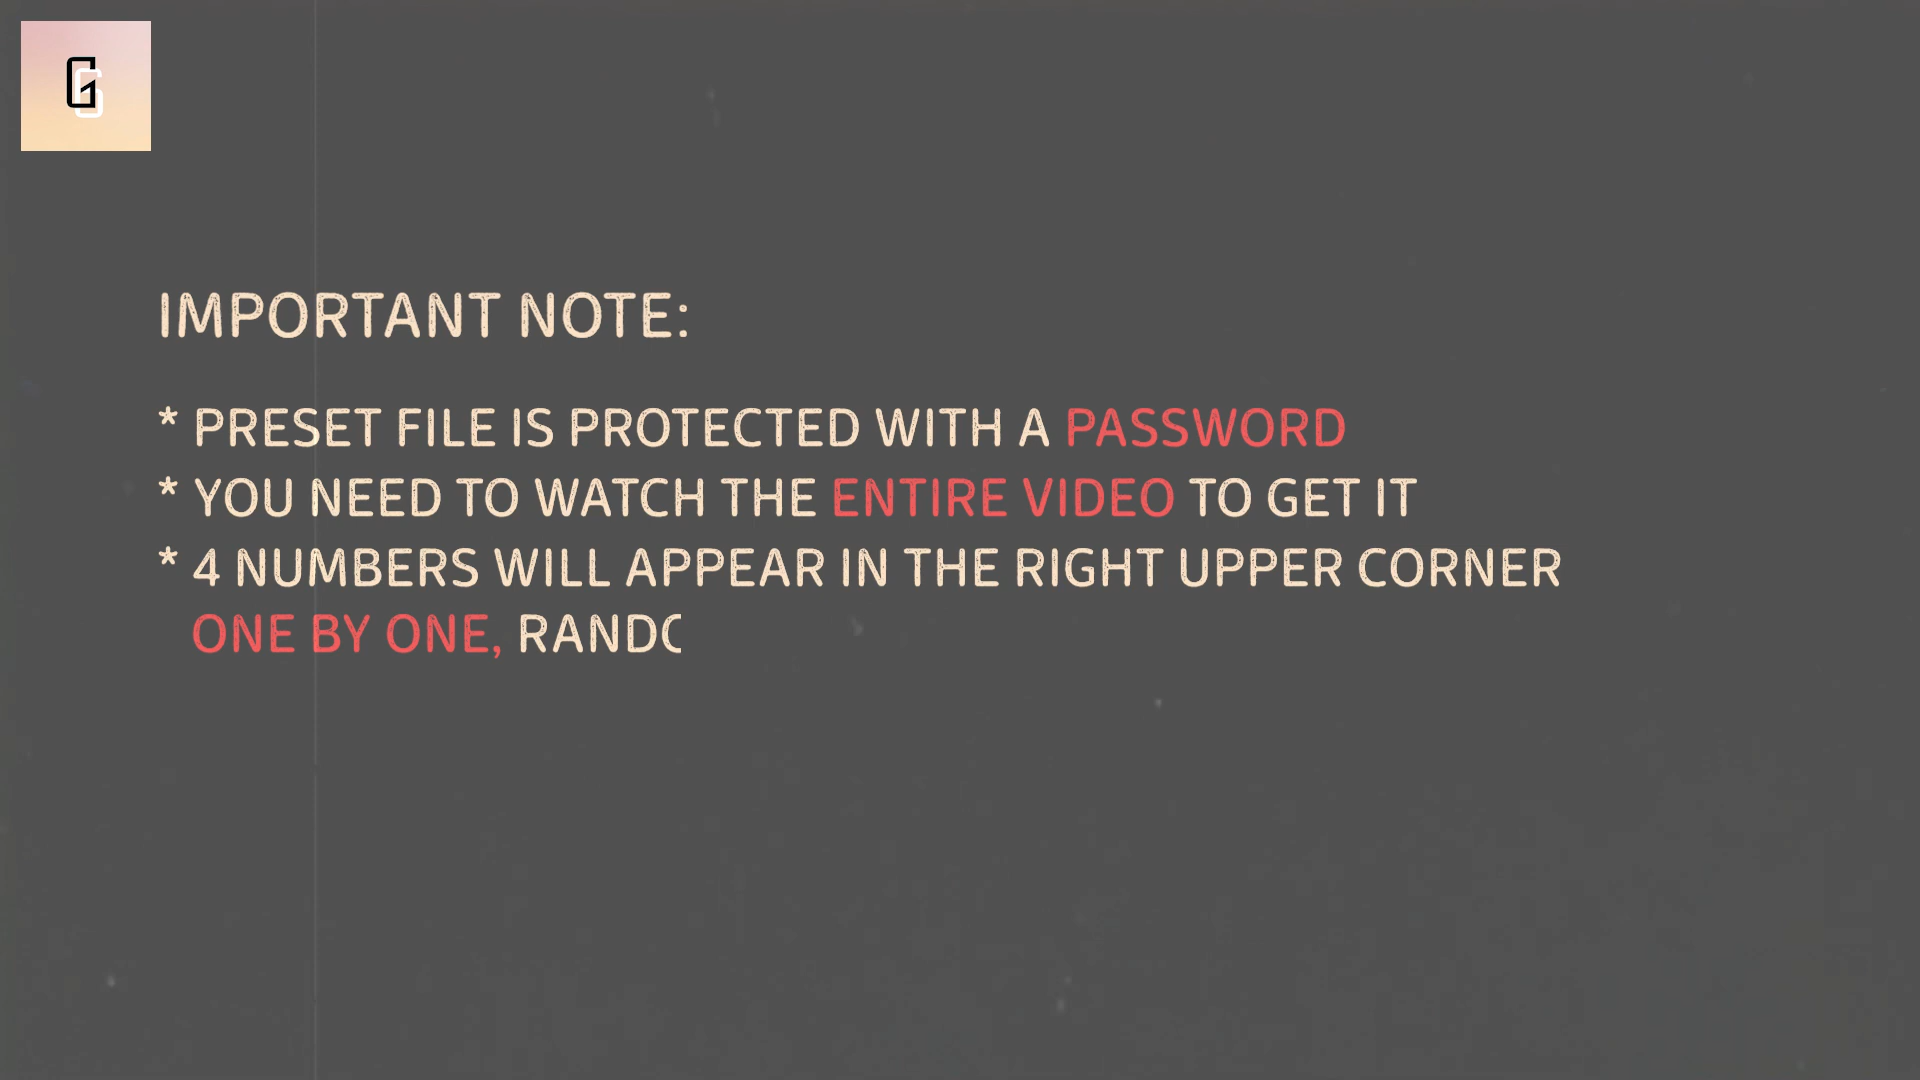 G
IMPORTANT NOTE:
* PRESET FILE IS PROTECTED WITH A PASSWORD
* YOU NEED TO WATCH THE ENTIRE VIDEO TO GET IT
* 4 NUMBERS WILL APPEAR IN THE RIGHT UPPER CORNER
ONE BY ONE,